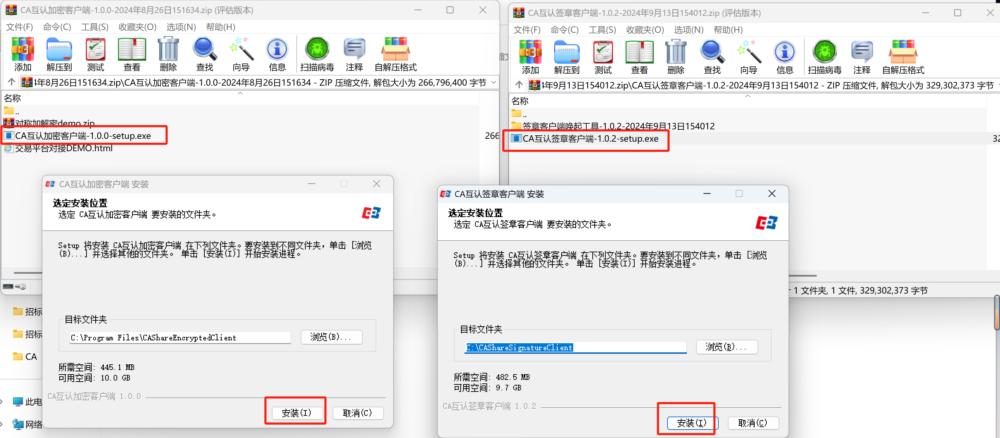 CA互认加密客户端-1.0.0-2024年8月26日151634.zip (评估版本)
文件(F) 命令(C) 工具(S) 收藏夹(O) 选项(N) 帮助(H)
添加 解压到 测试 查看 删除 查找 向导 信息 扫描病毒 注释 自解压格式
年8月26日151634.zip\CA互认加密客户端-1.0.0-2024年8月26日151634 - ZIP 压缩文件, 解包大小为 266,796,400 字节
名称
..
对称加解密demo.zip
CA互认加密客户端-1.0.0-setup.exe
266
交易平台对接DEMO.html
CA互认签章客户端-1.0.2-2024年9月13日154012.zip (评估版本)
文件(F) 命令(C) 工具(S) 收藏夹(O) 选项(N) 帮助(H)
添加 解压到 测试 查看 删除 查找 向导 信息 扫描病毒 注释 自解压格式
年9月13日154012.zip\CA互认签章客户端-1.0.2-2024年9月13日154012 - ZIP 压缩文件, 解包大小为 329,302,373 字节
名称
..
签章客户端唤起工具-1.0.2-2024年9月13日154012
CA互认签章客户端-1.0.2-setup.exe
32
1 文件夹, 1 文件, 329,302,373 字节
CA互认加密客户端 安装
选定安装位置
选定 CA互认加密客户端 要安装的文件夹。
Setup 将安装 CA互认加密客户端 在下列文件夹。要安装到不同文件夹，单击 [浏览
(B)...] 并选择其他的文件夹。 单击 [安装(I)] 开始安装进程。
目标文件夹
C:\Program Files\CAShareEncryptedClient
浏览(B)...
所需空间: 445.1 MB
可用空间: 10.0 GB
CA互认加密客户端 1.0.0
安装(I) 取消(C)
CA互认签章客户端 安装
选定安装位置
选定 CA互认签章客户端 要安装的文件夹。
Setup 将安装 CA互认签章客户端 在下列文件夹。要安装到不同文件夹，单击 [浏览
(B)...] 并选择其他的文件夹。 单击 [安装(I)] 开始安装进程。
目标文件夹
C:\CAShareSignatureClient
浏览(B)...
所需空间: 482.5 MB
可用空间: 9.7 GB
CA互认签章客户端 1.0.2
安装(I) 取消(C)
招标
招标
CA
此电
网络